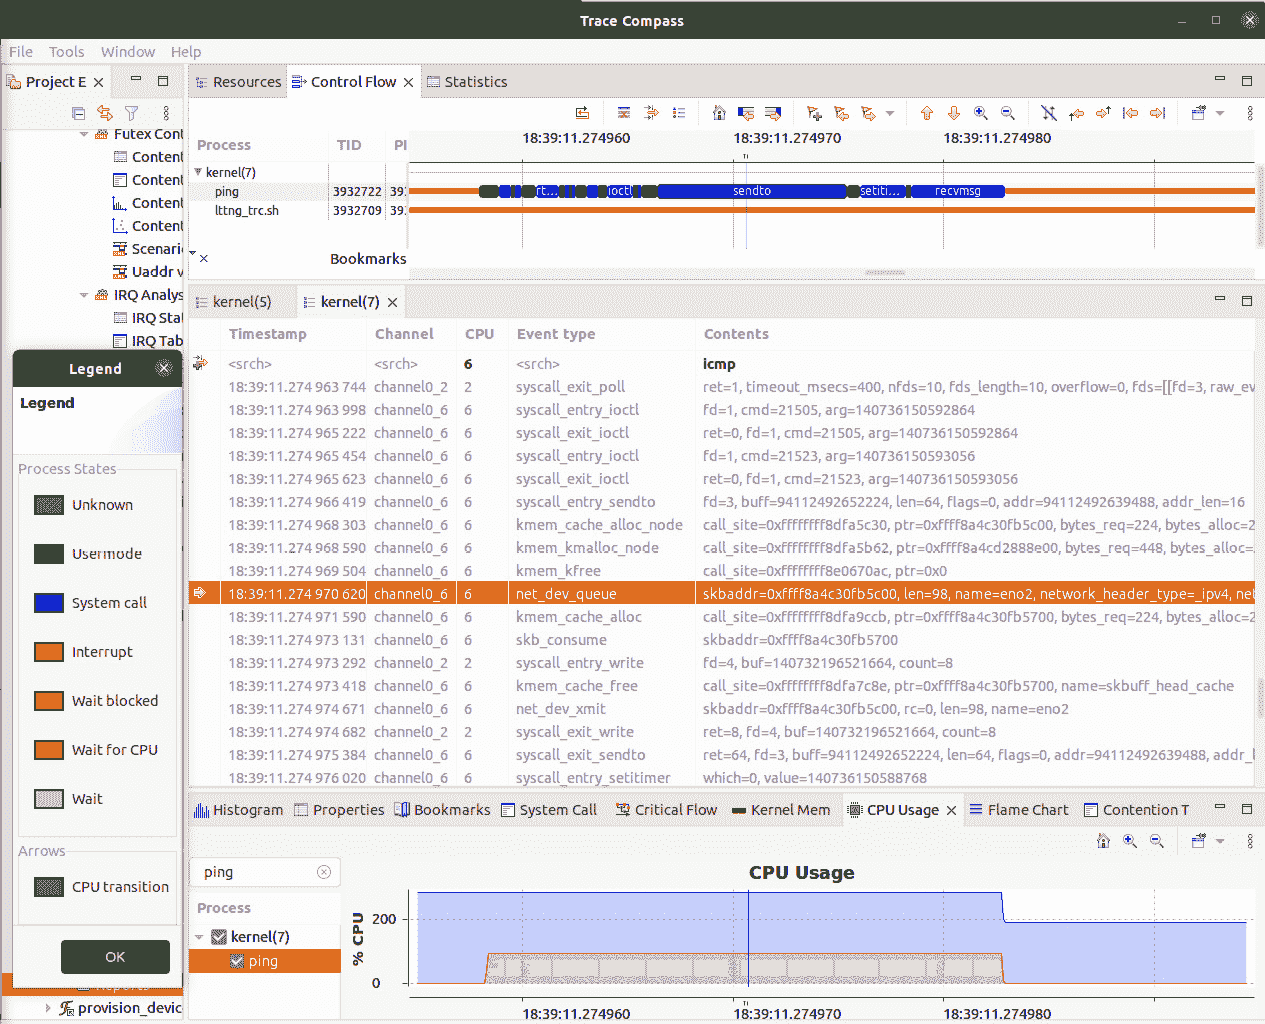 Trace Compass
File Tools Window Help
Project E
Resources Control Flow Statistics
Futex Cont
Content
Content
Content
Content
Scenario
Uaddr v
IRQ Analys
IRQ Sta
IRQ Tab
Process TID PI
18:39:11.274960 18:39:11.274970 18:39:11.274980
kernel(7)
ping 3932722 39
rt... ioctl sendto setiti... recvmsg
lttng_trc.sh 3932709 39
Bookmarks
kernel(5) kernel(7)
Timestamp Channel CPU Event type Contents
<srch> <srch> 6 <srch> icmp
18:39:11.274 963 744 channel0_2 2 syscall_exit_poll ret=1, timeout_msecs=400, nfds=10, fds_length=10, overflow=0, fds=[[fd=3, raw_ev
18:39:11.274 963 998 channel0_6 6 syscall_entry_ioctl fd=1, cmd=21505, arg=140736150592864
18:39:11.274 965 222 channel0_6 6 syscall_exit_ioctl ret=0, fd=1, cmd=21505, arg=140736150592864
18:39:11.274 965 454 channel0_6 6 syscall_entry_ioctl fd=1, cmd=21523, arg=140736150593056
18:39:11.274 965 623 channel0_6 6 syscall_exit_ioctl ret=0, fd=1, cmd=21523, arg=140736150593056
18:39:11.274 966 419 channel0_6 6 syscall_entry_sendto fd=3, buff=94112492652224, len=64, flags=0, addr=94112492639488, addr_len=16
18:39:11.274 968 303 channel0_6 6 kmem_cache_alloc_node call_site=0xffffffff8dfa5c30, ptr=0xffff8a4c30fb5c00, bytes_req=224, bytes_alloc=2
18:39:11.274 968 590 channel0_6 6 kmem_kmalloc_node call_site=0xffffffff8dfa5b62, ptr=0xffff8a4cd2888e00, bytes_req=448, bytes_alloc=
18:39:11.274 969 504 channel0_6 6 kmem_kfree call_site=0xffffffff8e0670ac, ptr=0x0
18:39:11.274 970 620 channel0_6 6 net_dev_queue skbaddr=0xffff8a4c30fb5c00, len=98, name=eno2, network_header_type=_ipv4, net
18:39:11.274 971 590 channel0_6 6 kmem_cache_alloc call_site=0xffffffff8dfa9ccb, ptr=0xffff8a4c30fb5700, bytes_req=224, bytes_alloc=2
18:39:11.274 973 131 channel0_6 6 skb_consume skbaddr=0xffff8a4c30fb5700
18:39:11.274 973 292 channel0_2 2 syscall_entry_write fd=4, buf=140732196521664, count=8
18:39:11.274 973 418 channel0_6 6 kmem_cache_free call_site=0xffffffff8dfa7c8e, ptr=0xffff8a4c30fb5700, name=skbuff_head_cache
18:39:11.274 974 671 channel0_6 6 net_dev_xmit skbaddr=0xffff8a4c30fb5c00, rc=0, len=98, name=eno2
18:39:11.274 974 682 channel0_2 2 syscall_exit_write ret=8, fd=4, buf=140732196521664, count=8
18:39:11.274 975 384 channel0_6 6 syscall_exit_sendto ret=64, fd=3, buff=94112492652224, len=64, flags=0, addr=94112492639488, addr_l
18:39:11.274 976 020 channel0_6 6 syscall_entry_setitimer which=0, value=140736150588768
Legend
Legend
Process States
Unknown
Usermode
System call
Interrupt
Wait blocked
Wait for CPU
Wait
Arrows
CPU transition
OK
Reports
provision_devic
Histogram Properties Bookmarks System Call Critical Flow Kernel Mem CPU Usage Flame Chart Contention T
ping
Process
kernel(7)
ping
CPU Usage
% CPU
200
0
18:39:11.274960 18:39:11.274970 18:39:11.274980